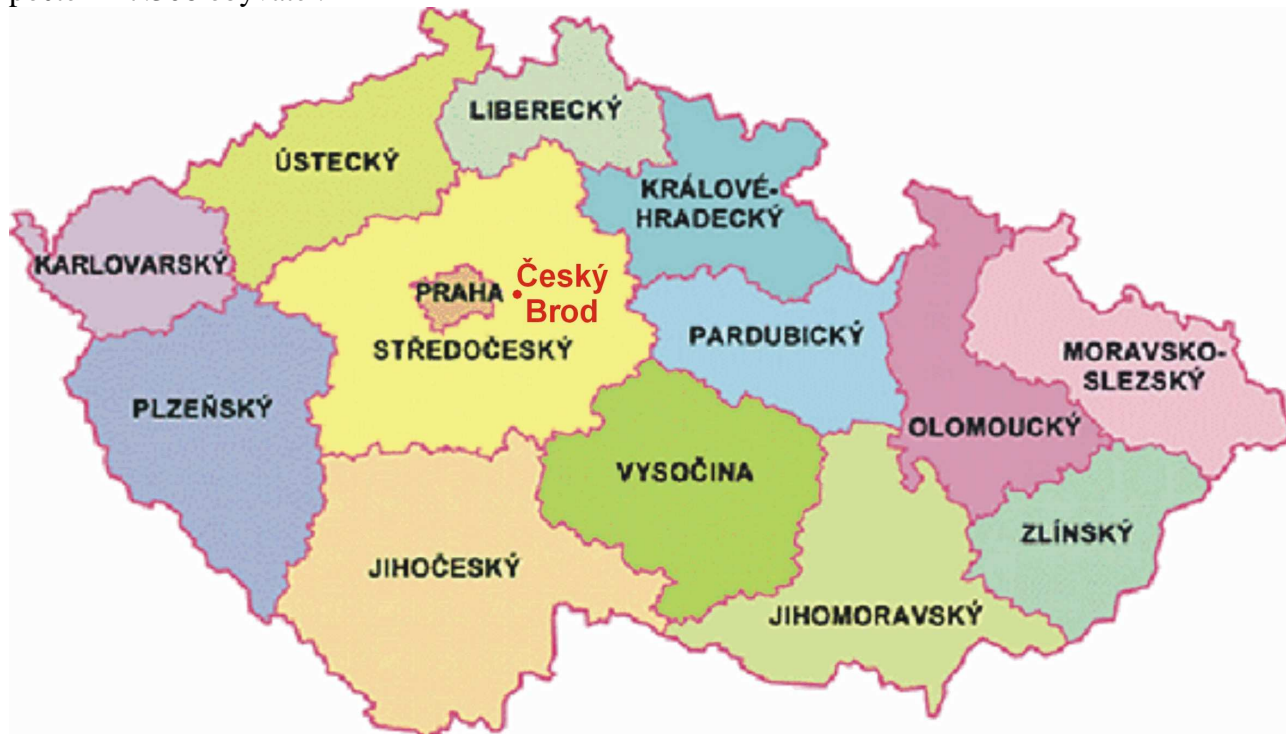 LIBERECKÝ
ÚSTECKÝ
KRÁLOVÉ-
HRADECKÝ
KARLOVARSKÝ
PRAHA
Český
Brod
STŘEDOČESKÝ
PARDUBICKÝ
MORAVSKO-
SLEZSKÝ
PLZEŇSKÝ
OLOMOUCKÝ
VYSOČINA
ZLÍNSKÝ
JIHOČESKÝ
JIHOMORAVSKÝ